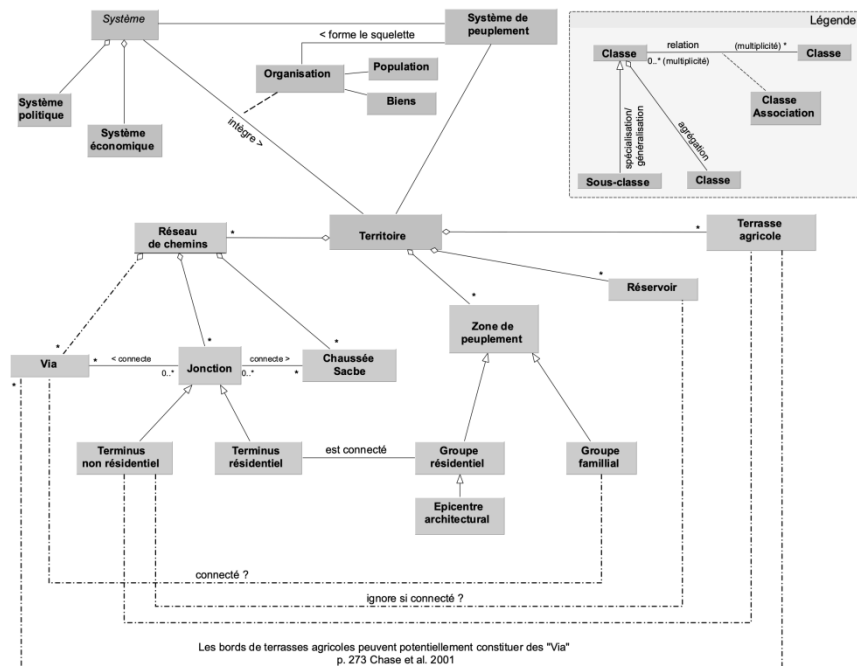 Système
Système de
peuplement
< forme le squelette
Organisation
Population
Biens
Système
politique
Système
économique
intègre >
Légende
Classe
relation
0..* (multiplicité)
(multiplicité) *
Classe
Classe
Association
spécialisation/
généralisation
agrégation
Sous-classe
Classe
Réseau
de chemins
*
Territoire
*
Terrasse
agricole
*
Réservoir
*
Zone de
peuplement
*
*
*
Via
*
< connecte
0..*
Jonction
connecte >
0..*
*
Chaussée
Sacbe
*
Terminus
non résidentiel
Terminus
résidentiel
est connecté
Groupe
résidentiel
Groupe
famillial
Epicentre
architectural
connecté ?
ignore si connecté ?
Les bords de terrasses agricoles peuvent potentiellement constituer des "Via"
p. 273 Chase et al. 2001